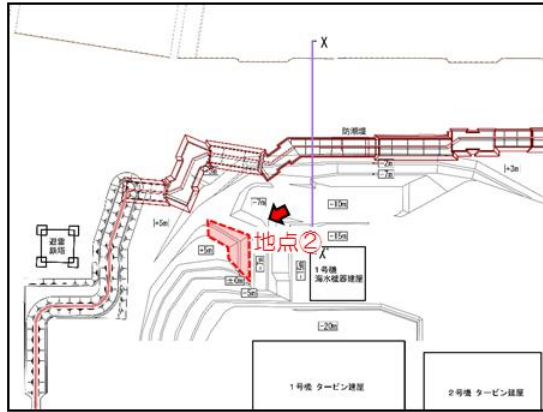 X
防潮堤
-2m
-7m
+3m
-7m
-10m
+5m
地点②
-15m
+5m
X
避雷
鉄塔
1号機
海水機器建屋
±0m
-5m
-20m
1号機 タービン建屋
2号機 タービン建屋